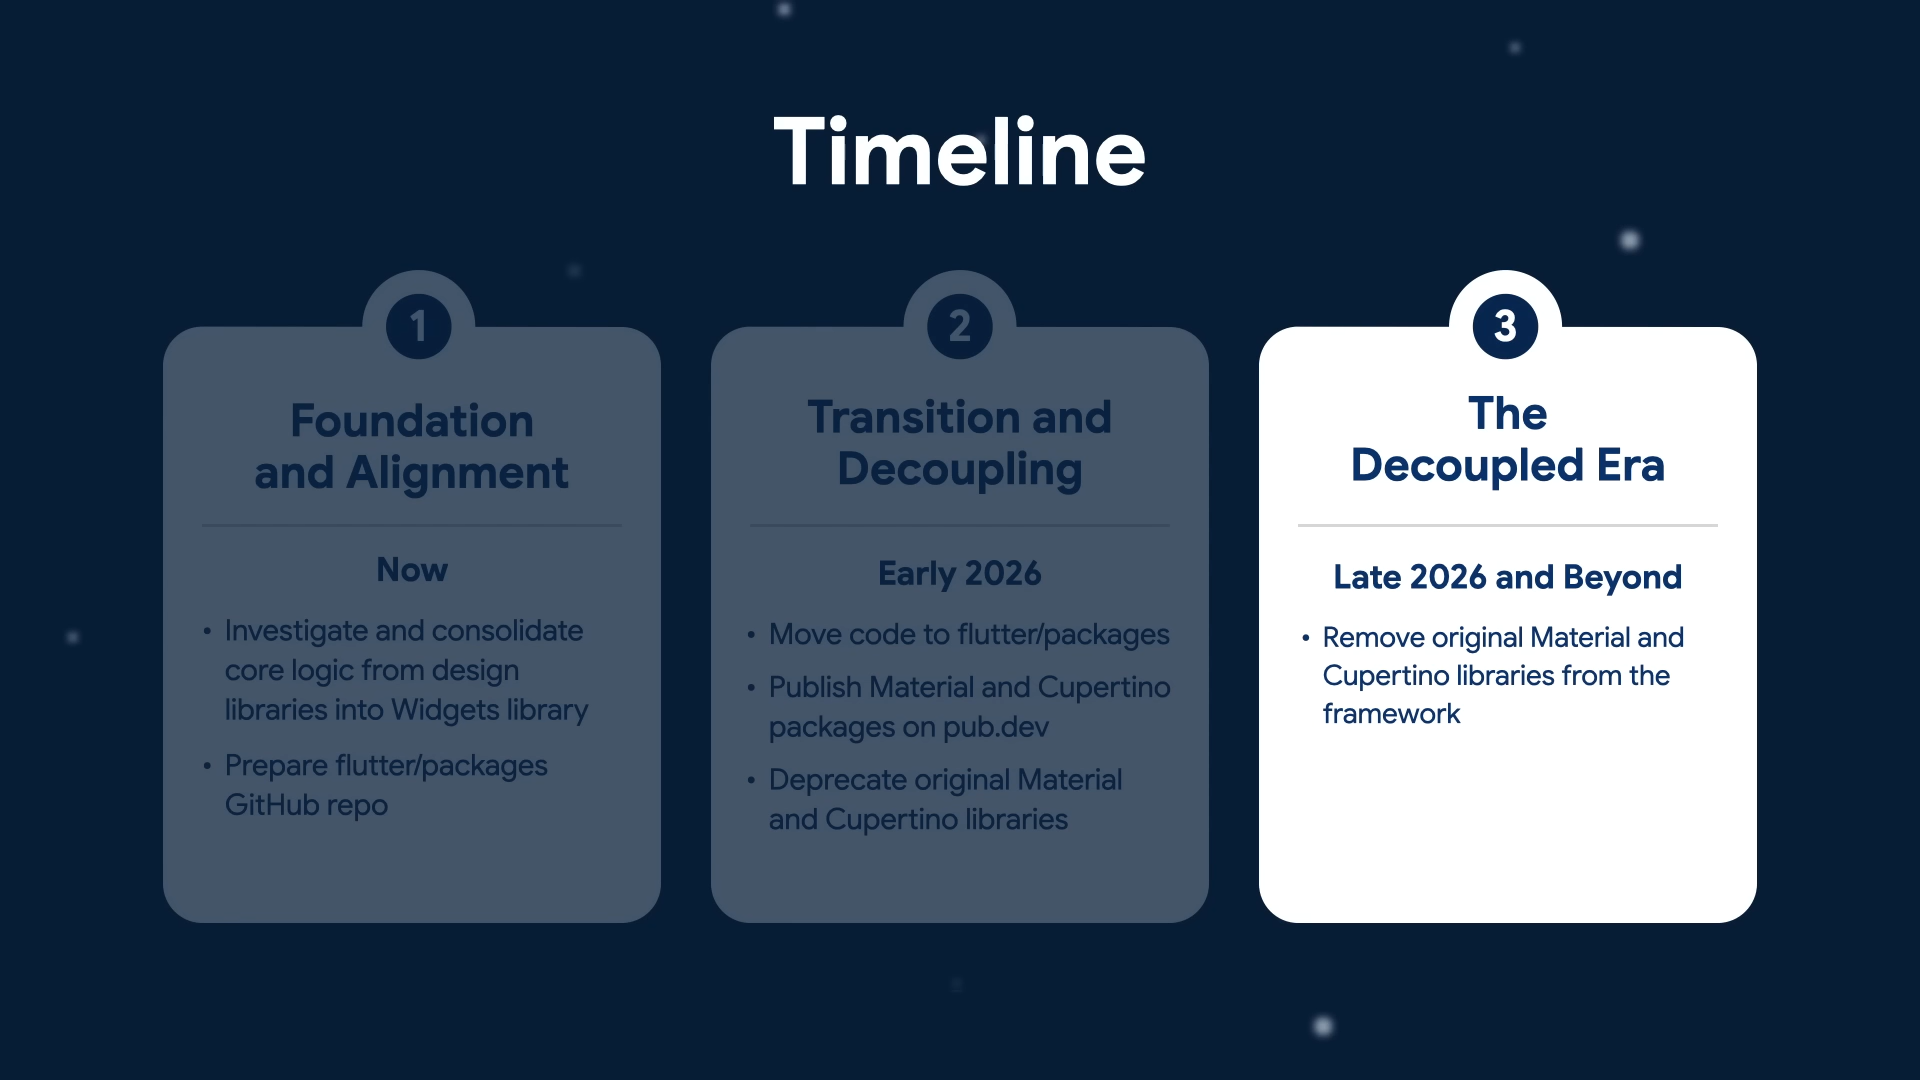 Timeline
1
Foundation
and Alignment
Now
• Investigate and consolidate
core logic from design
libraries into Widgets library
• Prepare flutter/packages
GitHub repo
2
Transition and
Decoupling
Early 2026
• Move code to flutter/packages
• Publish Material and Cupertino
packages on pub.dev
• Deprecate original Material
and Cupertino libraries
3
The
Decoupled Era
Late 2026 and Beyond
• Remove original Material and
Cupertino libraries from the
framework